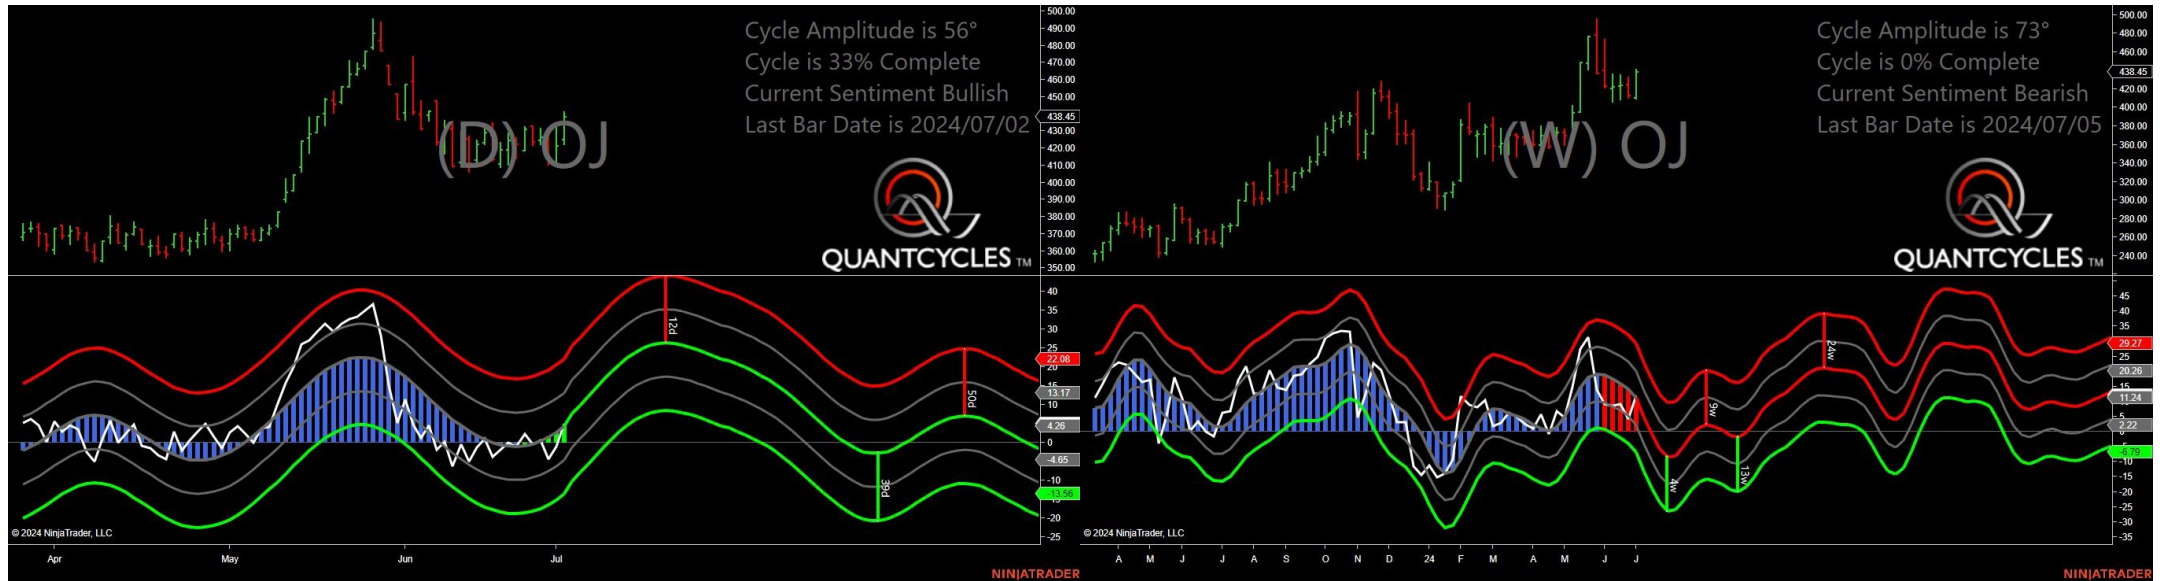 Cycle Amplitude is 56°
Cycle is 33% Complete
Current Sentiment Bullish
Last Bar Date is 2024/07/02
(D) OJ
QUANTCYCLES TM
500.00
490.00
480.00
470.00
460.00
450.00
438.45
430.00
420.00
410.00
400.00
390.00
380.00
370.00
360.00
350.00
12d
39d
50d
40
35
30
25
22.08
20
15
13.17
10
4.26
0
-4.65
-10
-13.56
-20
-25
© 2024 NinjaTrader, LLC
Apr May Jun Jul
NINJATRADER
Cycle Amplitude is 73°
Cycle is 0% Complete
Current Sentiment Bearish
Last Bar Date is 2024/07/05
(W) OJ
QUANTCYCLES TM
500.00
480.00
460.00
438.45
420.00
400.00
380.00
360.00
340.00
320.00
300.00
280.00
260.00
240.00
4w
9w
13w
24w
45
40
35
29.27
25
20.26
15
11.24
5
2.22
0
-6.79
-10
-15
-20
-25
-30
-35
© 2024 NinjaTrader, LLC
A M J J A S O N D 24 F M A M J J
NINJATRADER